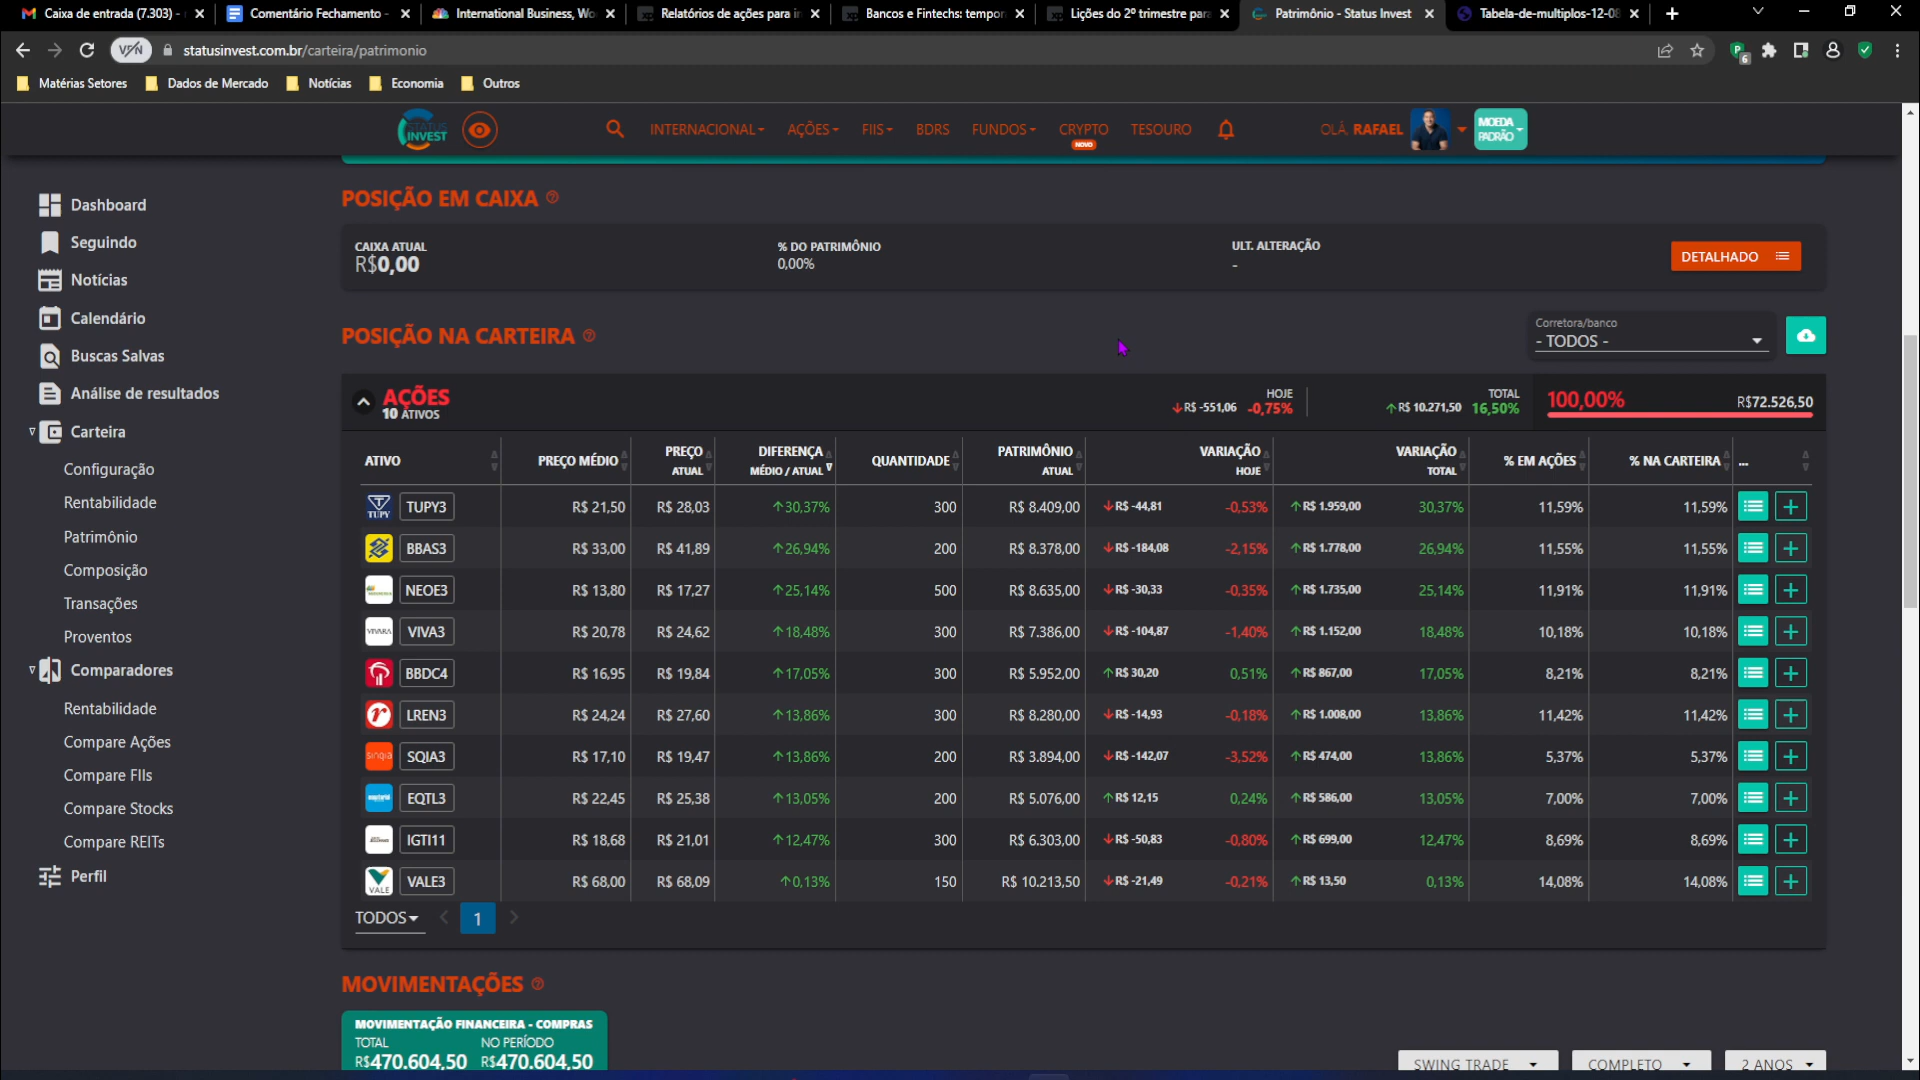 Caixa de entrada (7.303) -
Comentário Fechamento -
International Business, Wo
Relatórios de ações para in
Bancos e Fintechs: tempor
Lições do 2º trimestre par
Patrimônio - Status Invest
Tabela-de-multiplos-12-08
VPN
statusinvest.com.br/carteira/patrimonio
6
Matérias Setores
Dados de Mercado
Notícias
Economia
Outros
STATUS INVEST
INTERNACIONAL
AÇÕES
FIIS
BDRS
FUNDOS
CRYPTO
NOVO
TESOURO
OLÁ, RAFAEL
MOEDA
PADRÃO
Dashboard
Seguindo
Notícias
Calendário
Buscas Salvas
Análise de resultados
Carteira
Configuração
Rentabilidade
Patrimônio
Composição
Transações
Proventos
Comparadores
Rentabilidade
Compare Ações
Compare FIIs
Compare Stocks
Compare REITs
Perfil
POSIÇÃO EM CAIXA
CAIXA ATUAL
R$0,00
% DO PATRIMÔNIO
0,00%
ULT. ALTERAÇÃO
-
DETALHADO
POSIÇÃO NA CARTEIRA
Corretora/banco
- TODOS -
AÇÕES
10 ATIVOS
HOJE
R$ -551,06 -0,75%
TOTAL
R$ 10.271,50 16,50%
100,00% R$72.526,50
ATIVO PREÇO MÉDIO PREÇO ATUAL DIFERENÇA MÉDIO / ATUAL QUANTIDADE PATRIMÔNIO ATUAL VARIAÇÃO HOJE VARIAÇÃO TOTAL % EM AÇÕES % NA CARTEIRA ...
TUPY TUPY3 R$ 21,50 R$ 28,03 30,37% 300 R$ 8.409,00 R$ -44,81 -0,53% R$ 1.959,00 30,37% 11,59% 11,59%
BBAS3 R$ 33,00 R$ 41,89 26,94% 200 R$ 8.378,00 R$ -184,08 -2,15% R$ 1.778,00 26,94% 11,55% 11,55%
NEOE3 R$ 13,80 R$ 17,27 25,14% 500 R$ 8.635,00 R$ -30,33 -0,35% R$ 1.735,00 25,14% 11,91% 11,91%
VIVARA VIVA3 R$ 20,78 R$ 24,62 18,48% 300 R$ 7.386,00 R$ -104,87 -1,40% R$ 1.152,00 18,48% 10,18% 10,18%
BBDC4 R$ 16,95 R$ 19,84 17,05% 300 R$ 5.952,00 R$ 30,20 0,51% R$ 867,00 17,05% 8,21% 8,21%
LREN3 R$ 24,24 R$ 27,60 13,86% 300 R$ 8.280,00 R$ -14,93 -0,18% R$ 1.008,00 13,86% 11,42% 11,42%
sinqia SQIA3 R$ 17,10 R$ 19,47 13,86% 200 R$ 3.894,00 R$ -142,07 -3,52% R$ 474,00 13,86% 5,37% 5,37%
EQTL3 R$ 22,45 R$ 25,38 13,05% 200 R$ 5.076,00 R$ 12,15 0,24% R$ 586,00 13,05% 7,00% 7,00%
IGTI11 R$ 18,68 R$ 21,01 12,47% 300 R$ 6.303,00 R$ -50,83 -0,80% R$ 699,00 12,47% 8,69% 8,69%
VALE VALE3 R$ 68,00 R$ 68,09 0,13% 150 R$ 10.213,50 R$ -21,49 -0,21% R$ 13,50 0,13% 14,08% 14,08%
TODOS 1
MOVIMENTAÇÕES
MOVIMENTAÇÃO FINANCEIRA - COMPRAS
TOTAL NO PERÍODO
R$470.604,50 R$470.604,50
SWING TRADE COMPLETO 2 ANOS